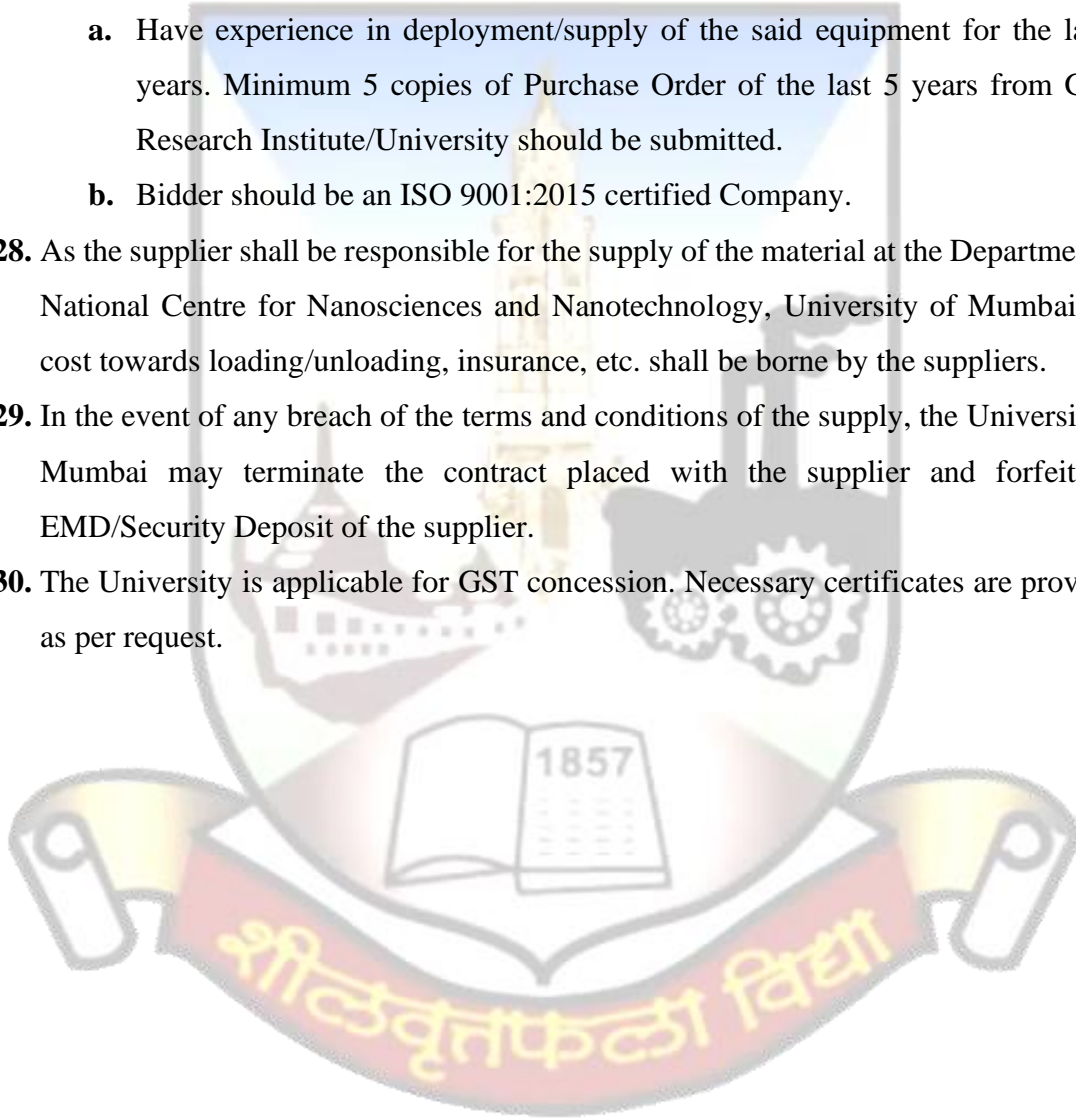 a. Have experience in deployment/supply of the said equipment for the
years. Minimum 5 copies of Purchase Order of the last 5 years from
Research Institute/University should be submitted.
b. Bidder should be an ISO 9001:2015 certified Company.
28. As the supplier shall be responsible for the supply of the material at the
National Centre for Nanosciences and Nanotechnology, University of Mumbai
cost towards loading/unloading, insurance, etc. shall be borne by the suppliers.
29. In the event of any breach of the terms and conditions of the supply, the
Mumbai may terminate the contract placed with the supplier and forfeit
EMD/Security Deposit of the supplier.
30. The University is applicable for GST concession. Necessary certificates are
as per request.
1857
शीलवृतफला विद्या